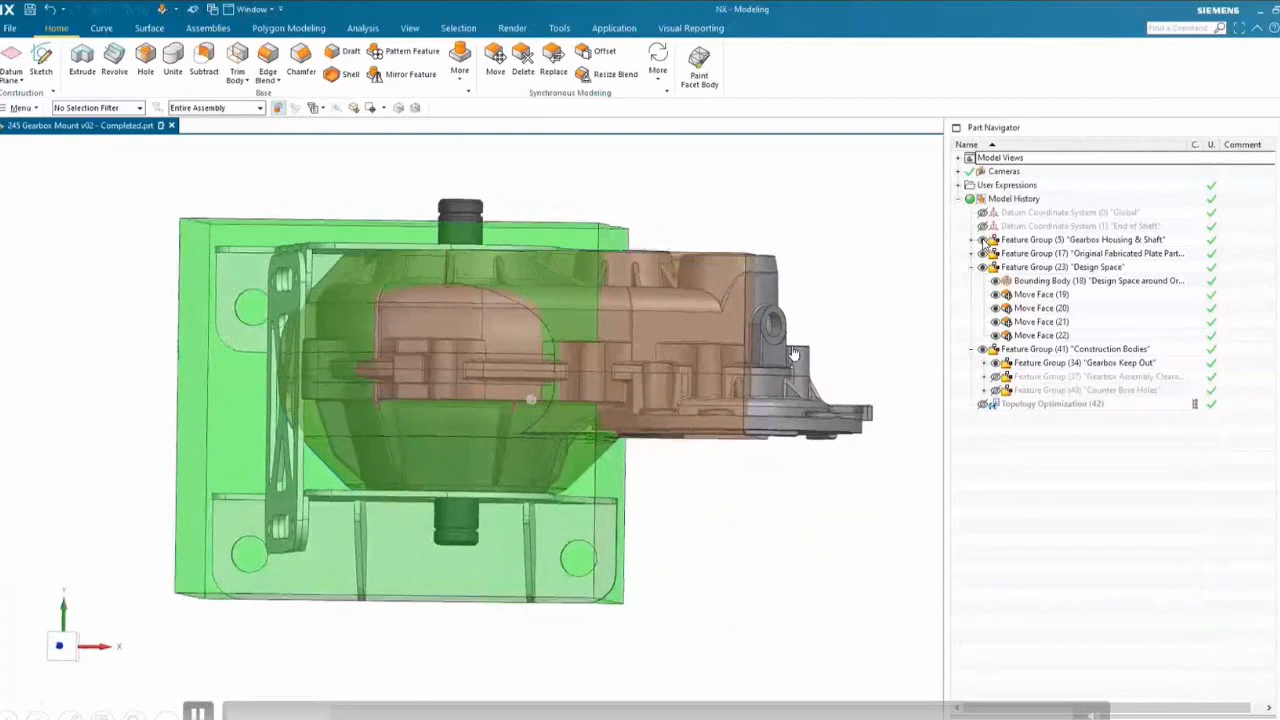 NX Window NX - Modeling SIEMENS
File Home Curve Surface Assemblies Polygon Modeling Analysis View Selection Render Tools Application Visual Reporting Find a Command
Datum Plane Sketch Extrude Revolve Hole Unite Subtract Trim Body Edge Blend Chamfer Draft Shell Pattern Feature Mirror Feature More Move Delete Replace Offset Resize Blend More Paint Facet Body
Construction Base Synchronous Modeling
Menu No Selection Filter Entire Assembly
245 Gearbox Mount v02 - Completed.prt
Part Navigator
Name C. U. Comment
Model Views
Cameras
User Expressions
Model History
Datum Coordinate System (0) "Global"
Datum Coordinate System (1) "End of Shaft"
Feature Group (5) "Gearbox Housing & Shaft"
Feature Group (17) "Original Fabricated Plate Part...
Feature Group (23) "Design Space"
Bounding Body (18) "Design Space around Or...
Move Face (19)
Move Face (20)
Move Face (21)
Move Face (22)
Feature Group (41) "Construction Bodies"
Feature Group (34) "Gearbox Keep Out"
Feature Group (37) "Gearbox Assembly Cleara...
Feature Group (40) "Counter Bore Holes"
Topology Optimization (42)
Y
X